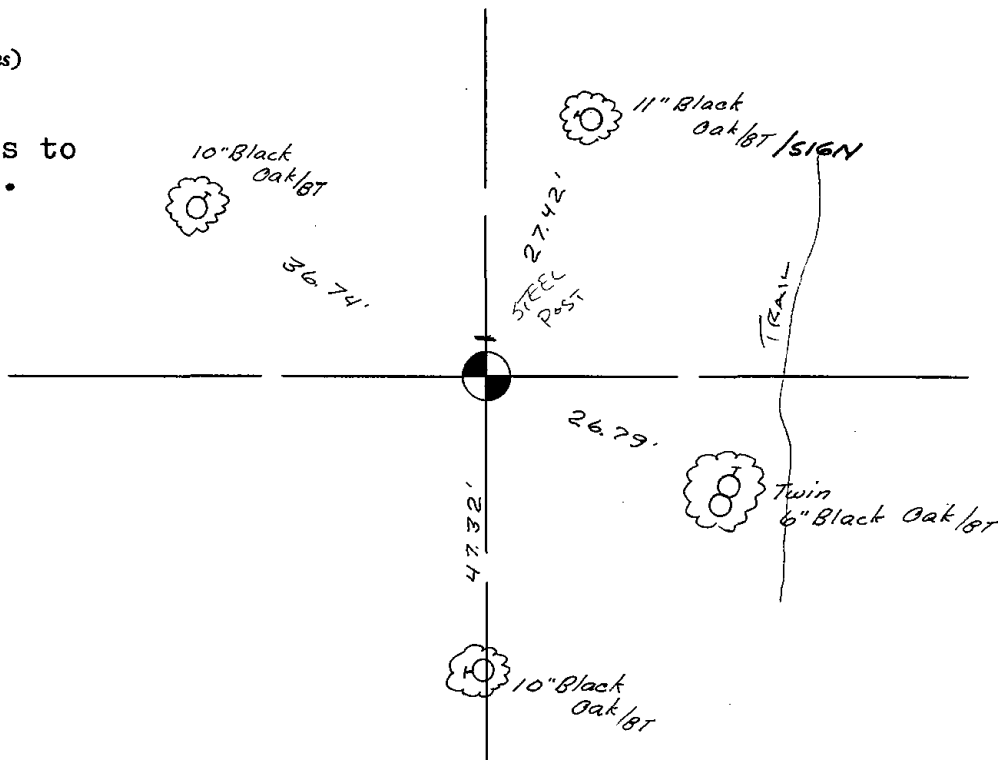 es)
s to
.
10" Black
Oak/BT
11" Black
Oak/BT/SIGN
36.74'
27.42'
STEEL
POST
TRAIL
26.79'
47.32'
Twin
6" Black Oak/BT
10" Black
Oak/BT